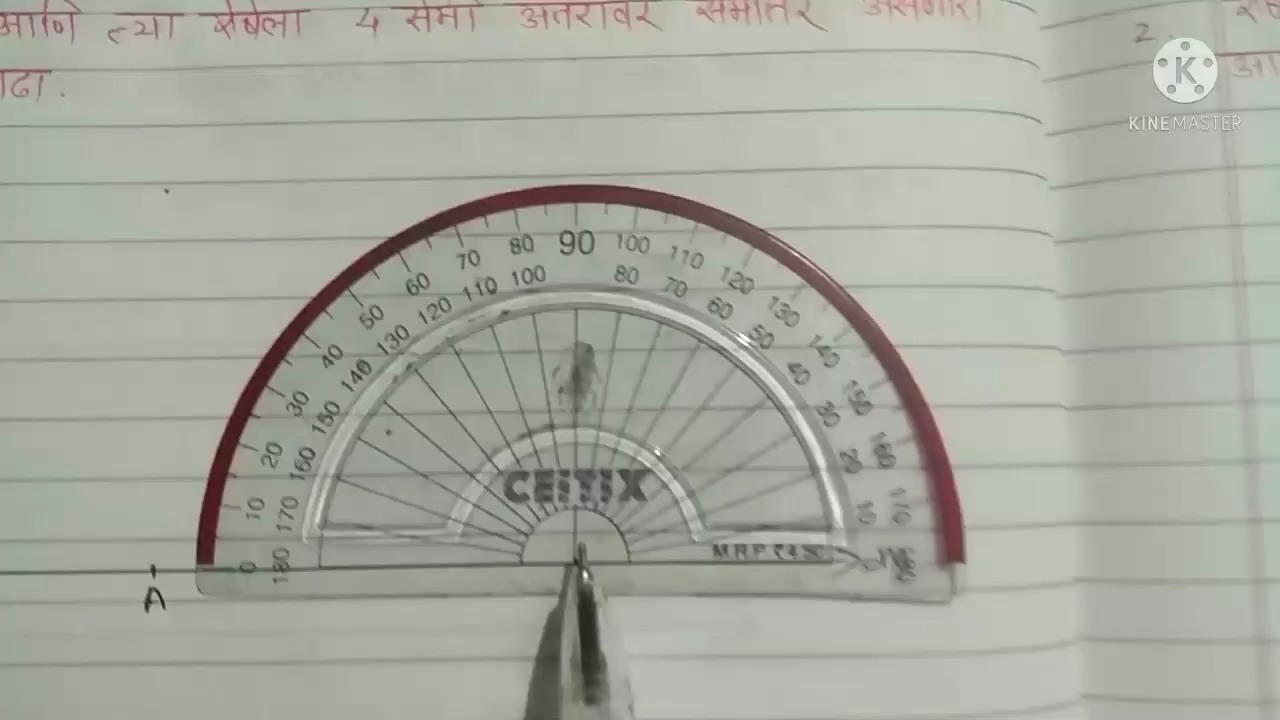 आणि त्या रेषेला 4 सेमी अंतरावर समांतर असणारी
काढा.
2.
KINEMASTER
0 10 20 30 40 50 60 70 80 90 100 110 120 130 140 150 160 170
180 170 160 150 140 130 120 110 100 80 70 60 50 40 30 20 10
CEITIX
MRP ₹
A